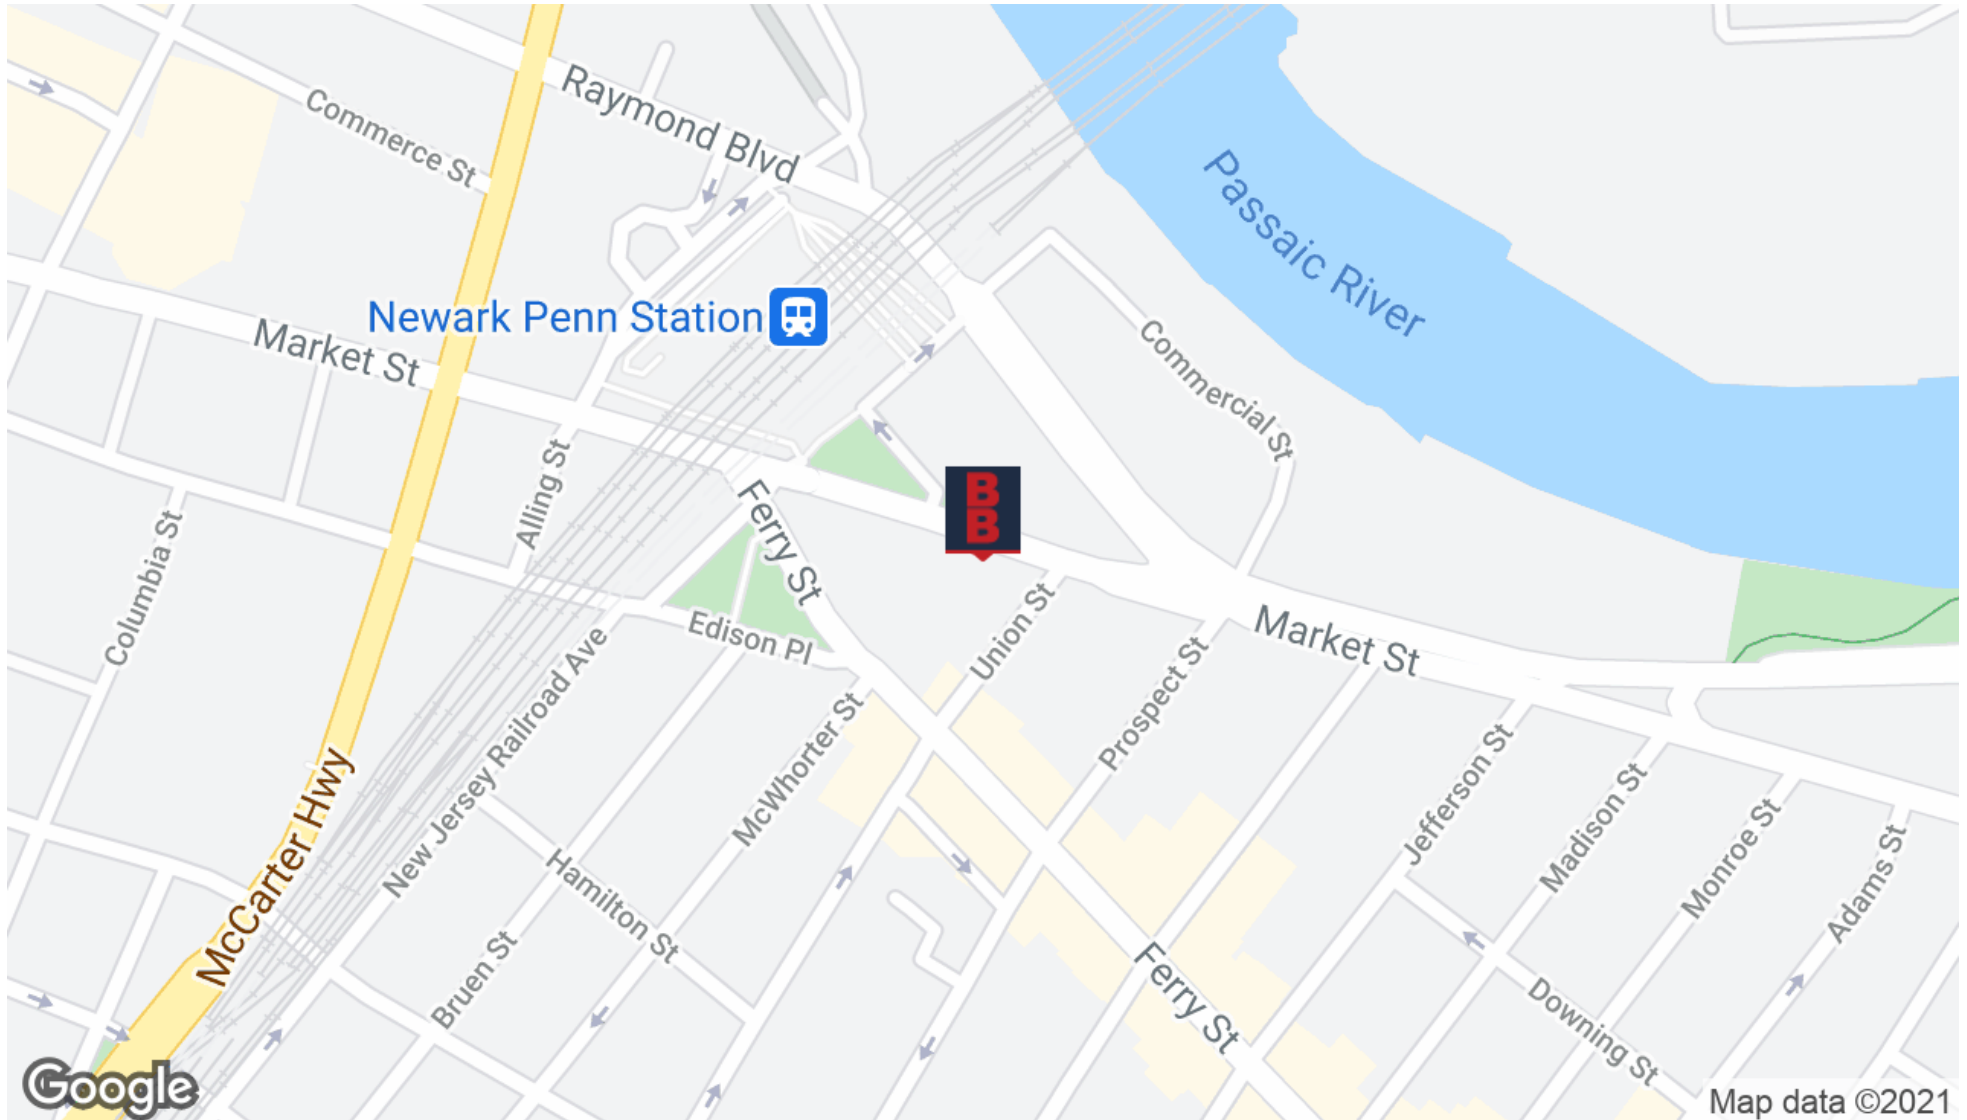 Raymond Blvd
Commerce St
Passaic River
Newark Penn Station
Market St
Commercial St
Alling St
B
B
Ferry St
Columbia St
Union St
Edison Pl
Market St
Prospect St
New Jersey Railroad Ave
McWhorter St
Jefferson St
Madison St
McCarter Hwy
Monroe St
Adams St
Hamilton St
Bruen St
Ferry St
Downing St
Google
Map data ©2021